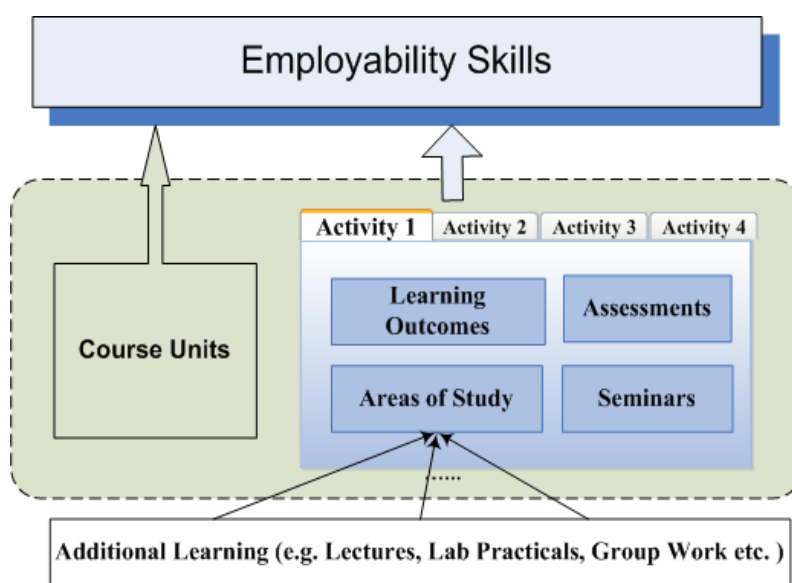 Employability Skills
Activity 1 Activity 2 Activity 3 Activity 4
Learning
Outcomes
Assessments
Course Units
Areas of Study
Seminars
......
Additional Learning (e.g. Lectures, Lab Practicals, Group Work etc. )